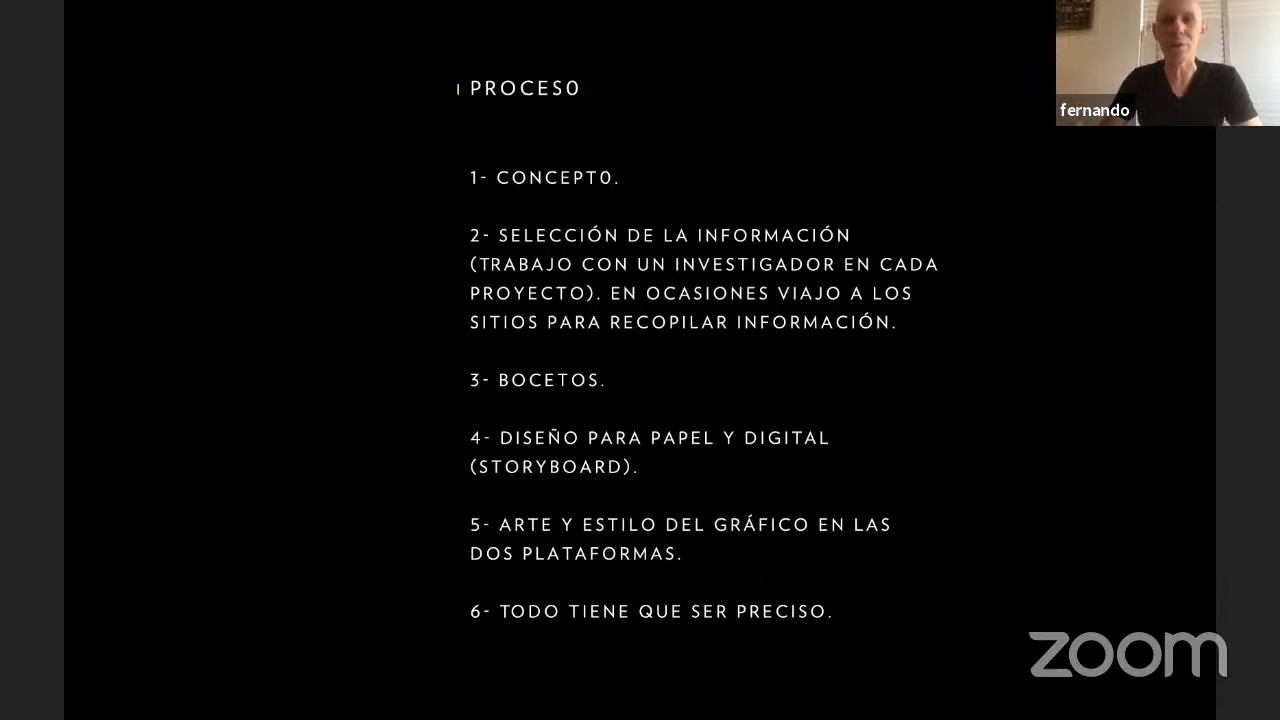 PROCESO
fernando
1- CONCEPTO.
2- SELECCIÓN DE LA INFORMACIÓN
(TRABAJO CON UN INVESTIGADOR EN CADA
PROYECTO). EN OCASIONES VIAJO A LOS
SITIOS PARA RECOPILAR INFORMACIÓN.
3- BOCETOS.
4- DISEÑO PARA PAPEL Y DIGITAL
(STORYBOARD).
5- ARTE Y ESTILO DEL GRÁFICO EN LAS
DOS PLATAFORMAS.
6- TODO TIENE QUE SER PRECISO.
zoom